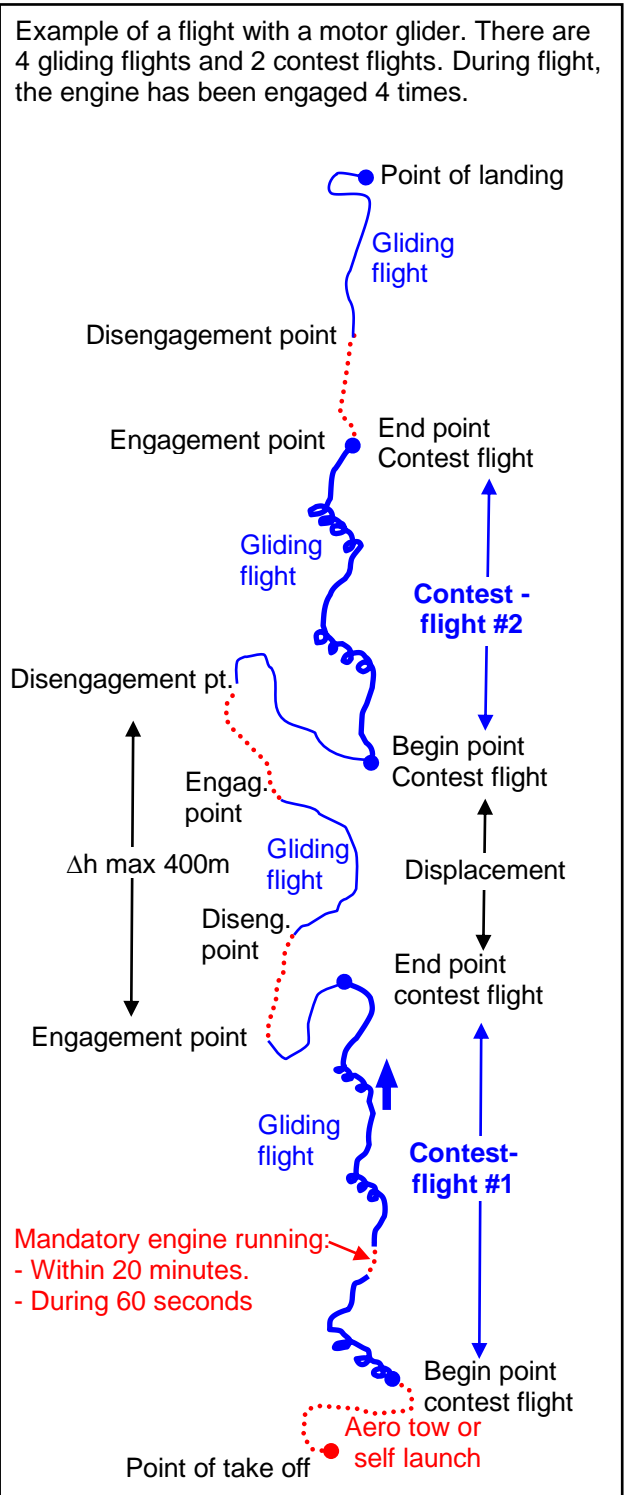 Example of a flight with a motor glider. There are
4 gliding flights and 2 contest flights. During flight,
the engine has been engaged 4 times.
Point of landing
Gliding
flight
Disengagement point
Engagement point
End point
Contest flight
Gliding
flight
Contest -
flight #2
Disengagement pt.
Begin point
Contest flight
Engag.
point
Gliding
flight
Δh max 400m
Displacement
Diseng.
point
End point
contest flight
Engagement point
Gliding
flight
Contest-
flight #1
Mandatory engine running:
- Within 20 minutes.
- During 60 seconds
Begin point
contest flight
Aero tow or
self launch
Point of take off